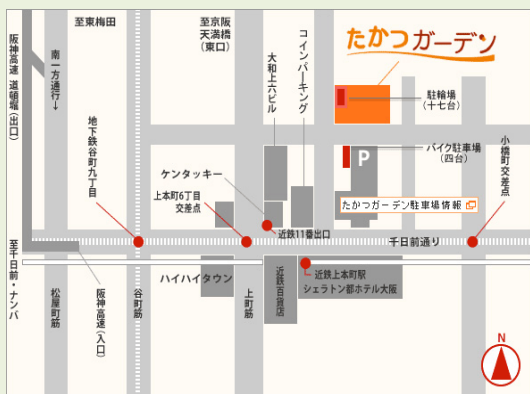 至東梅田
至京阪
天満橋
（東口）
阪神高速 道頓堀（出口）
南一方通行→
コインパーキング
たかつガーデン
大和上六ビル
駐輪場
（十七台）
地下鉄谷町九丁目
バイク駐車場
（四台）
小橋町交差点
P
ケンタッキー
上本町6丁目
交差点
たかつガーデン駐車場情報
近鉄11番出口
千日前通り
至千日前・ナンバ
松屋町筋
阪神高速（入口）
谷町筋
ハイハイタウン
上町筋
近鉄百貨店
近鉄上本町駅
シェラトン都ホテル大阪
N